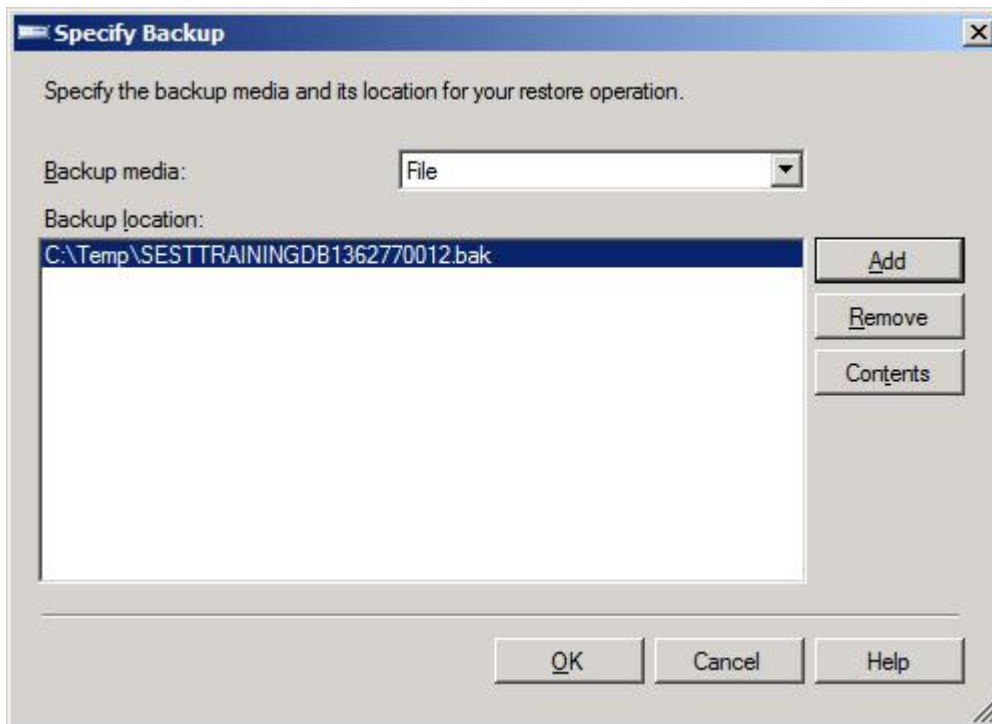 Specify Backup
Specify the backup media and its location for your restore operation.
Backup media:
File
Backup location:
C:\Temp\SESTTRAININGDB1362770012.bak
Add
Remove
Contents
OK
Cancel
Help